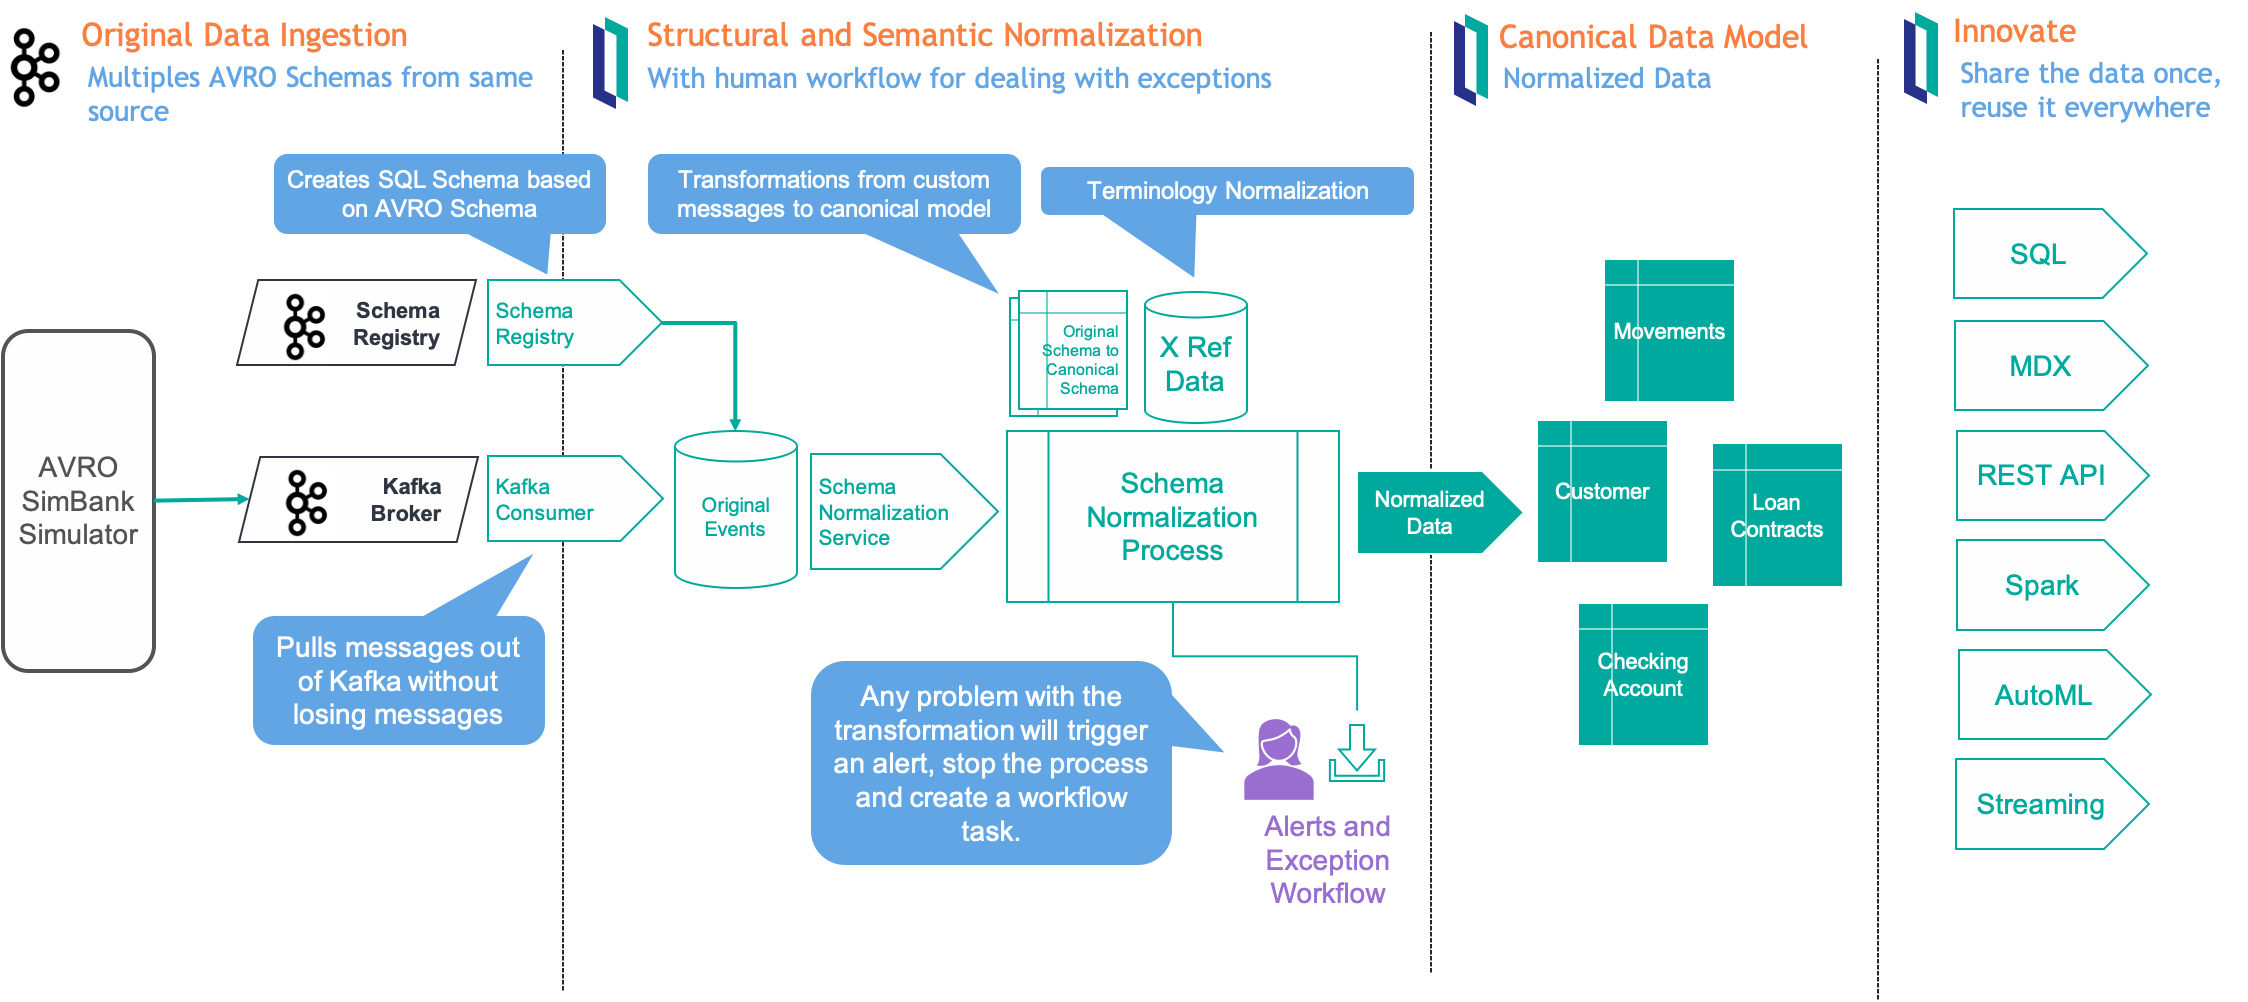 Original Data Ingestion
Multiples AVRO Schemas from same
source
Structural and Semantic Normalization
With human workflow for dealing with exceptions
Canonical Data Model
Normalized Data
Innovate
Share the data once,
reuse it everywhere
Creates SQL Schema based
on AVRO Schema
Transformations from custom
messages to canonical model
Terminology Normalization
Schema
Registry
Schema
Registry
Original
Schema to
Canonical
Schema
X Ref
Data
AVRO
SimBank
Simulator
Kafka
Broker
Kafka
Consumer
Original
Events
Schema
Normalization
Service
Schema
Normalization
Process
Normalized
Data
Movements
Customer
Loan
Contracts
Checking
Account
Pulls messages out
of Kafka without
losing messages
Any problem with the
transformation will trigger
an alert, stop the process
and create a workflow
task.
Alerts and
Exception
Workflow
SQL
MDX
REST API
Spark
AutoML
Streaming